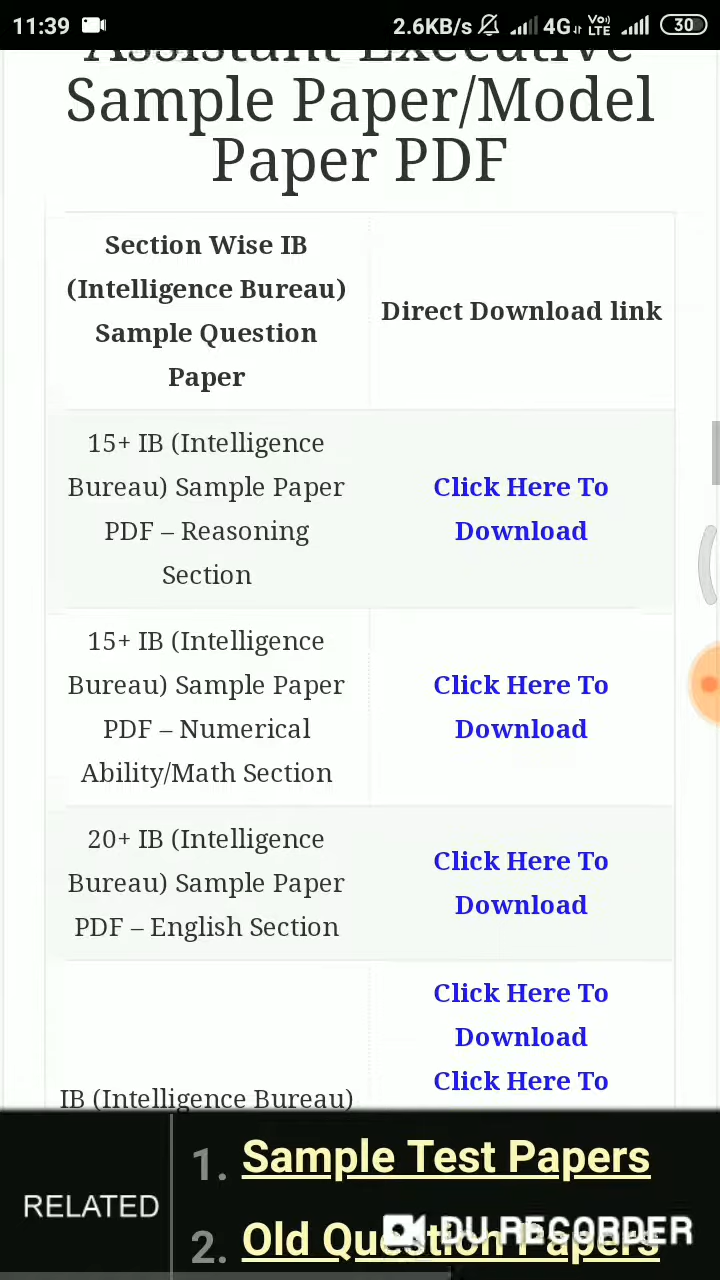 11:39 2.6KB/s 4G Vo) LTE 30
Assistant Executive
Sample Paper/Model
Paper PDF
Section Wise IB
(Intelligence Bureau)
Sample Question
Paper
Direct Download link
15+ IB (Intelligence
Bureau) Sample Paper
PDF – Reasoning
Section
Click Here To
Download
15+ IB (Intelligence
Bureau) Sample Paper
PDF – Numerical
Ability/Math Section
Click Here To
Download
20+ IB (Intelligence
Bureau) Sample Paper
PDF – English Section
Click Here To
Download
IB (Intelligence Bureau)
Click Here To
Download
Click Here To
RELATED
1. Sample Test Papers
2. Old Question Papers
DU RECORDER